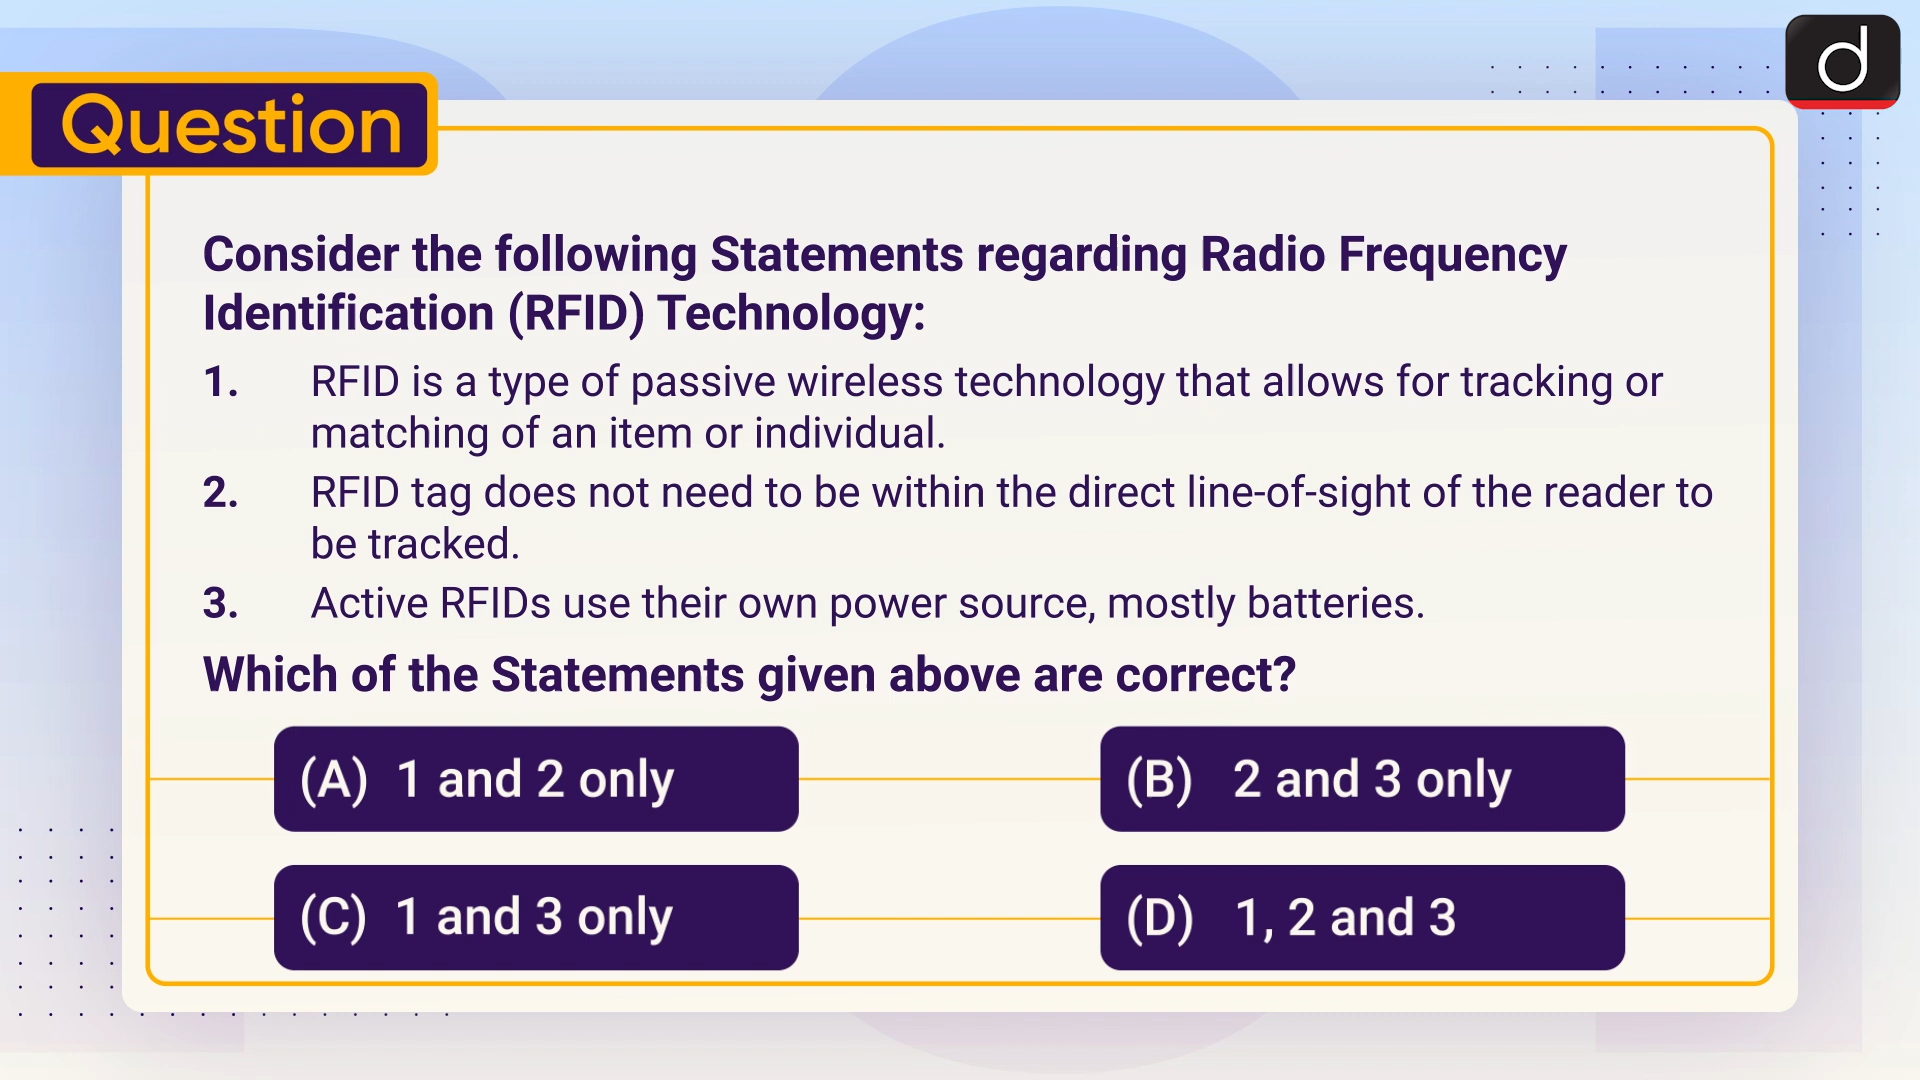 d
Question
Consider the following Statements regarding Radio Frequency
Identification (RFID) Technology:
1. RFID is a type of passive wireless technology that allows for tracking or
matching of an item or individual.
2. RFID tag does not need to be within the direct line-of-sight of the reader to
be tracked.
3. Active RFIDs use their own power source, mostly batteries.
Which of the Statements given above are correct?
(A) 1 and 2 only
(B) 2 and 3 only
(C) 1 and 3 only
(D) 1, 2 and 3